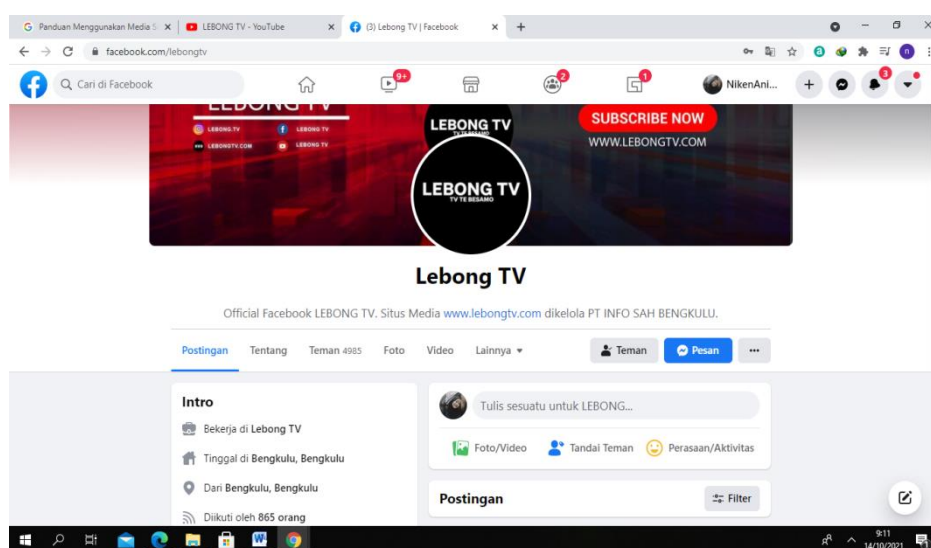 Panduan Menggunakan Media S
LEBONG TV - YouTube
(3) Lebong TV | Facebook
facebook.com/lebongtv
Cari di Facebook
9+
2
1
NikenAni...
3
LEBONG TV
LEBONG.TV
LEBONG TV
LEBONGTV.COM
LEBONG TV
LEBONG TV
SUBSCRIBE NOW
WWW.LEBONGTV.COM
LEBONG TV
TV TE BESAMO
Lebong TV
Official Facebook LEBONG TV. Situs Media www.lebongtv.com dikelola PT INFO SAH BENGKULU.
Postingan Tentang Teman 4985 Foto Video Lainnya
Teman
Pesan
Intro
Bekerja di Lebong TV
Tinggal di Bengkulu, Bengkulu
Dari Bengkulu, Bengkulu
Diikuti oleh 865 orang
Tulis sesuatu untuk LEBONG...
Foto/Video Tandai Teman Perasaan/Aktivitas
Postingan
Filter
9:11
14/10/2021